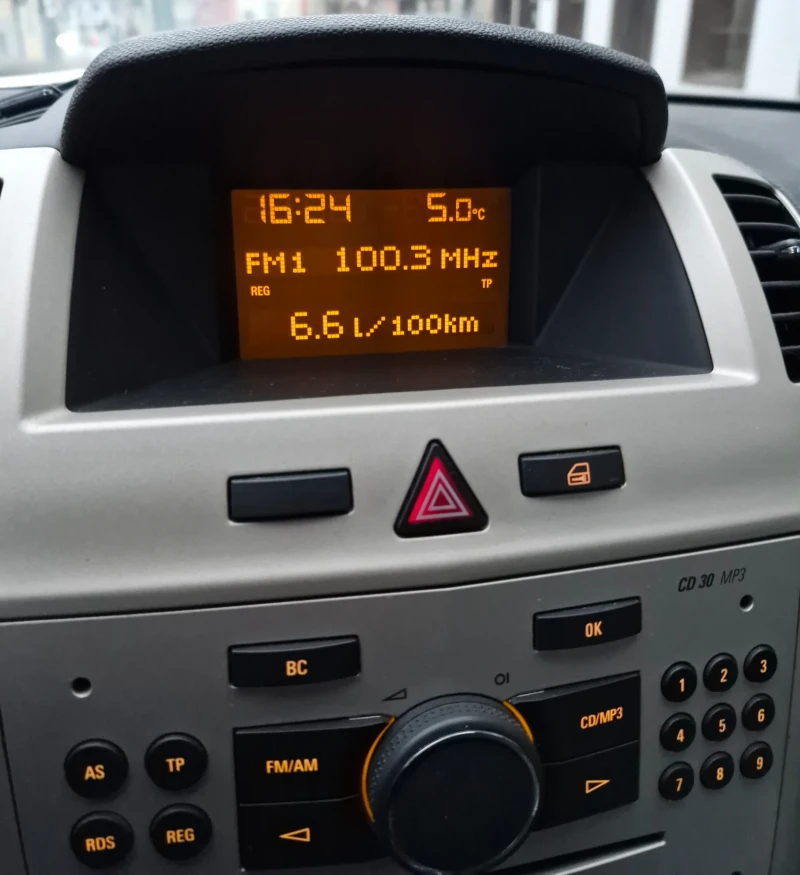 16:24 5.0°C
FM1 100.3 MHz
REG TP
6.6 l/100km
CD 30 MP3
BC OK
FM/AM CD/MP3
AS TP
RDS REG
1 2 3
4 5 6
7 8 9